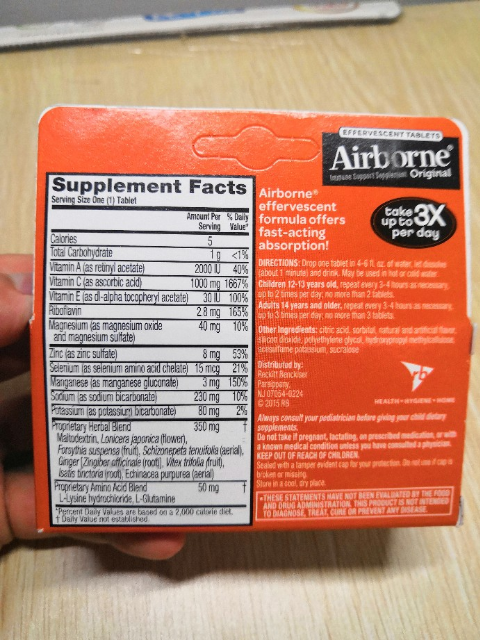 EFFERVESCENT TABLETS
Airborne®
Immune Support Supplement Original
take
up to 3X
per day
Supplement Facts
Serving Size One (1) Tablet
Amount Per Serving % Daily Value*
Calories 5
Total Carbohydrate 1 g <1%
Vitamin A (as retinyl acetate) 2000 IU 40%
Vitamin C (as ascorbic acid) 1000 mg 1667%
Vitamin E (as dl-alpha tocopheryl acetate) 30 IU 100%
Riboflavin 2.8 mg 165%
Magnesium (as magnesium oxide 40 mg 10%
and magnesium sulfate)
Zinc (as zinc sulfate) 8 mg 53%
Selenium (as selenium amino acid chelate) 15 mcg 21%
Manganese (as manganese gluconate) 3 mg 150%
Sodium (as sodium bicarbonate) 230 mg 10%
Potassium (as potassium bicarbonate) 80 mg 2%
Proprietary Herbal Blend 350 mg †
Maltodextrin, Lonicera japonica (flower),
Forsythia suspensa (fruit), Schizonepeta tenuifolia (aerial),
Ginger [Zingiber officinale (root)], Vitex trifolia (fruit),
Isatis tinctoria (root), Echinacea purpurea (aerial)
Proprietary Amino Acid Blend 50 mg †
L-Lysine hydrochloride, L-Glutamine
*Percent Daily Values are based on a 2,000 calorie diet.
† Daily Value not established.
Airborne®
effervescent
formula offers
fast-acting
absorption!
DIRECTIONS: Drop one tablet in 4-6 fl. oz. of water, let dissolve
(about 1 minute) and drink. May be used in hot or cold water.
Children 12-13 years old, repeat every 3-4 hours as necessary,
up to 2 times per day; no more than 2 tablets.
Adults 14 years and older, repeat every 3-4 hours as necessary,
up to 3 times per day; no more than 3 tablets.
Other Ingredients: citric acid, sorbitol, natural and artificial flavor,
silicon dioxide, polyethylene glycol, hydroxypropyl methylcellulose,
acesulfame potassium, sucralose
Distributed by:
Reckitt Benckiser
Parsippany,
NJ 07054-0224
© 2015 RB
rb
HEALTH • HYGIENE • HOME
Always consult your pediatrician before giving your child dietary
supplements.
Do not take if pregnant, lactating, on prescribed medication, or with
a known medical condition unless you have consulted a physician.
KEEP OUT OF REACH OF CHILDREN.
Sealed with a tamper evident cap for your protection. Do not use if cap is
broken or missing.
Store in a cool, dry place.
*THESE STATEMENTS HAVE NOT BEEN EVALUATED BY THE FOOD
AND DRUG ADMINISTRATION. THIS PRODUCT IS NOT INTENDED
TO DIAGNOSE, TREAT, CURE OR PREVENT ANY DISEASE.